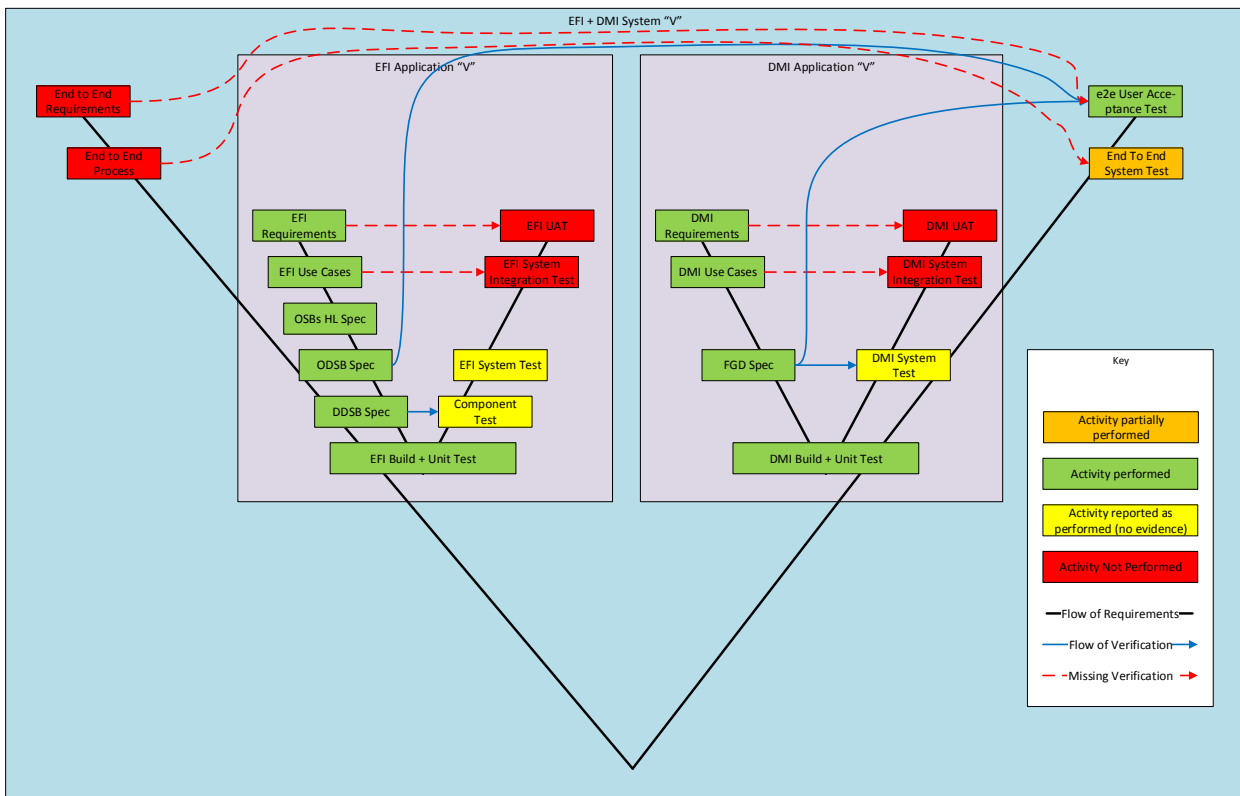 EFI + DMI System “V”
EFI Application “V”
DMI Application “V”
End to End
Requirements
End to End
Process
e2e User Acce-
ptance Test
End To End
System Test
EFI
Requirements
EFI UAT
EFI Use Cases
EFI System
Integration Test
OSBs HL Spec
ODSB Spec
EFI System Test
DDSB Spec
Component
Test
EFI Build + Unit Test
DMI
Requirements
DMI UAT
DMI Use Cases
DMI System
Integration Test
FGD Spec
DMI System
Test
DMI Build + Unit Test
Key
Activity partially
performed
Activity performed
Activity reported as
performed (no evidence)
Activity Not Performed
Flow of Requirements
Flow of Verification
Missing Verification